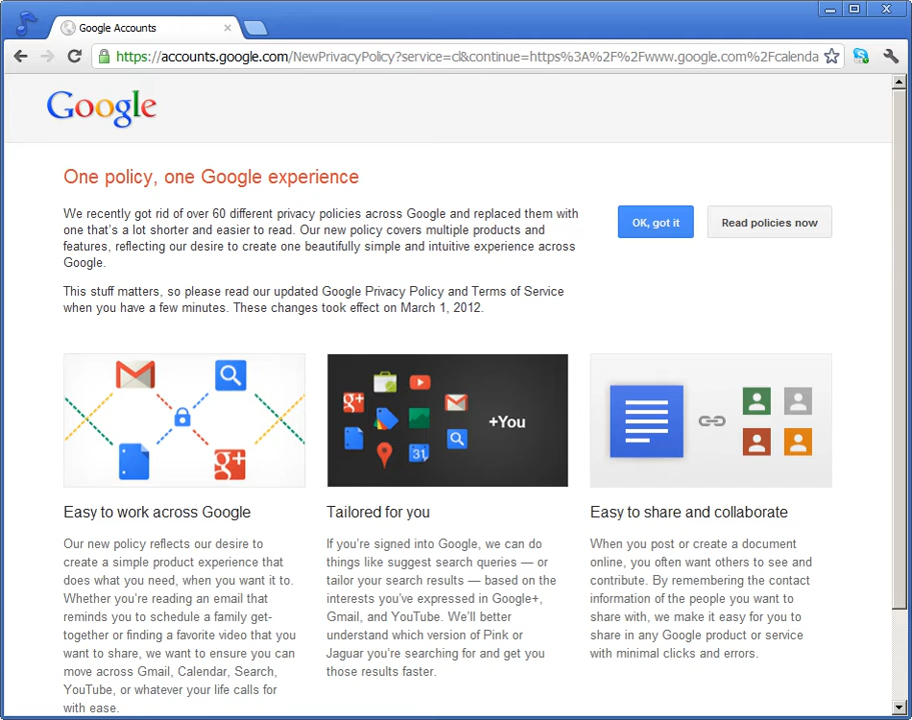 Google Accounts
https://accounts.google.com/NewPrivacyPolicy?service=cl&continue=https%3A%2F%2Fwww.google.com%2Fcalenda
Google
One policy, one Google experience
We recently got rid of over 60 different privacy policies across Google and replaced them with
one that's a lot shorter and easier to read. Our new policy covers multiple products and
features, reflecting our desire to create one beautifully simple and intuitive experience across
Google.
OK, got it
Read policies now
This stuff matters, so please read our updated Google Privacy Policy and Terms of Service
when you have a few minutes. These changes took effect on March 1, 2012.
g+
g+
31
+You
Easy to work across Google
Our new policy reflects our desire to
create a simple product experience that
does what you need, when you want it to.
Whether you're reading an email that
reminds you to schedule a family get-
together or finding a favorite video that you
want to share, we want to ensure you can
move across Gmail, Calendar, Search,
YouTube, or whatever your life calls for
with ease.
Tailored for you
If you're signed into Google, we can do
things like suggest search queries — or
tailor your search results — based on the
interests you've expressed in Google+,
Gmail, and YouTube. We'll better
understand which version of Pink or
Jaguar you're searching for and get you
those results faster.
Easy to share and collaborate
When you post or create a document
online, you often want others to see and
contribute. By remembering the contact
information of the people you want to
share with, we make it easy for you to
share in any Google product or service
with minimal clicks and errors.